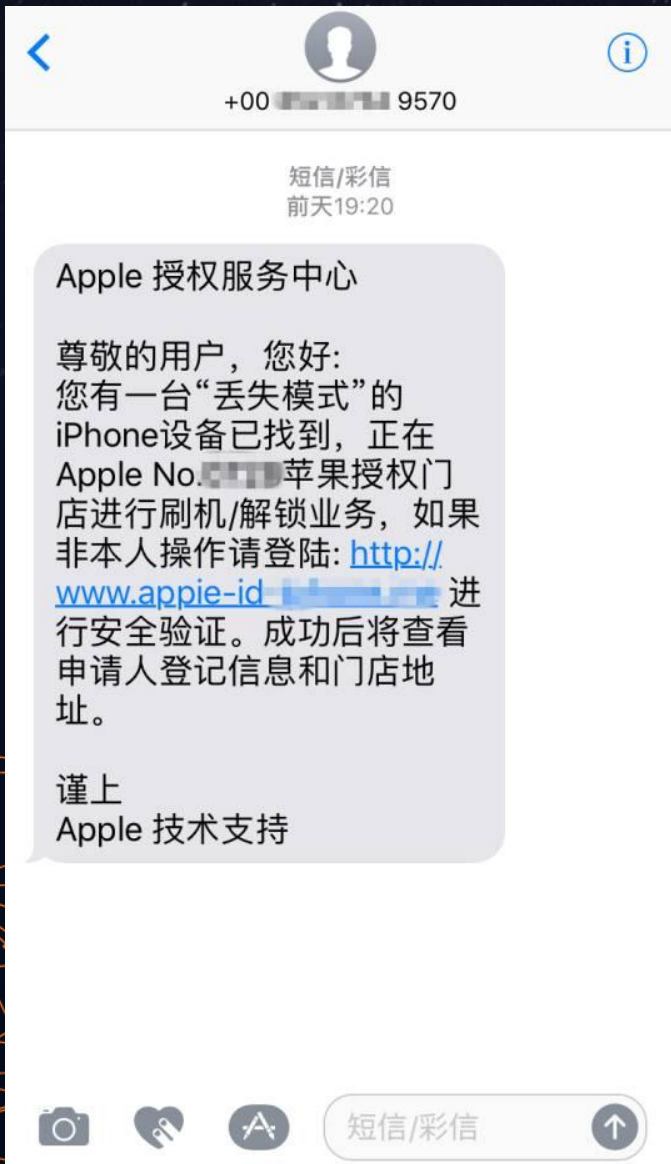 +00 9570
短信/彩信
前天19:20
Apple 授权服务中心
尊敬的用户，您好:
您有一台“丢失模式”的
iPhone设备已找到，正在
Apple No. 苹果授权门
店进行刷机/解锁业务，如果
非本人操作请登陆: http://
www.appie-id 进
行安全验证。成功后将查看
申请人登记信息和门店地
址。
谨上
Apple 技术支持
短信/彩信